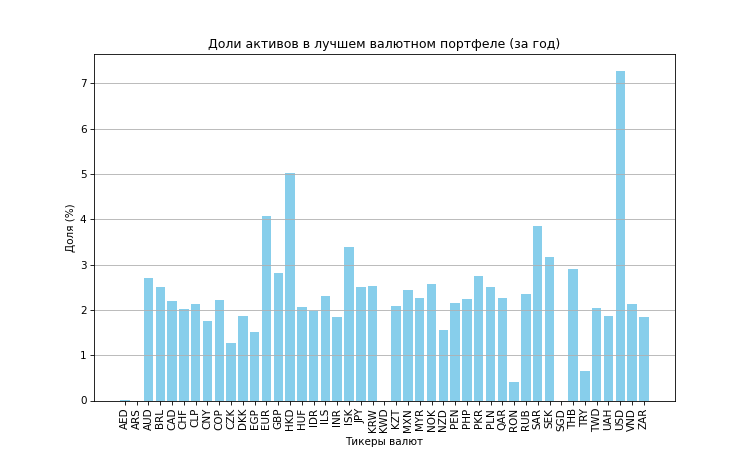 Доли активов в лучшем валютном портфеле (за год)
Доля (%)
7
6
5
4
3
2
1
0
AED ARS AUD BRL CAD CHF CLP CNY COP CZK DKK EGP EUR GBP HKD HUF IDR ILS INR ISK JPY KRW KWD KZT MXN MYR NOK NZD PEN PHP PKR PLN QAR RON RUB SAR SEK SGD THB TRY TWD UAH USD VND ZAR
Тикеры валют